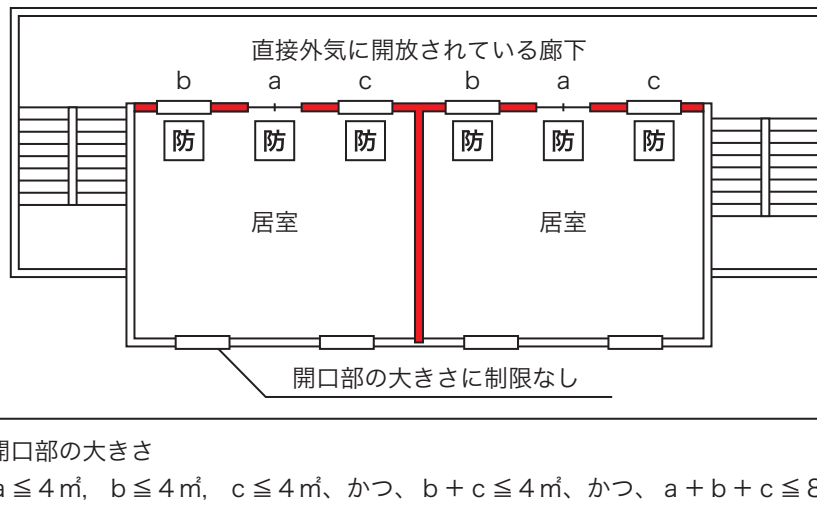 直接外気に開放されている廊下
b a c b a c
防 防 防 防 防 防
居室 居室
開口部の大きさに制限なし
開口部の大きさ
a≦4㎡, b≦4㎡, c≦4㎡、かつ、b+c≦4㎡、かつ、a+b+c≦8